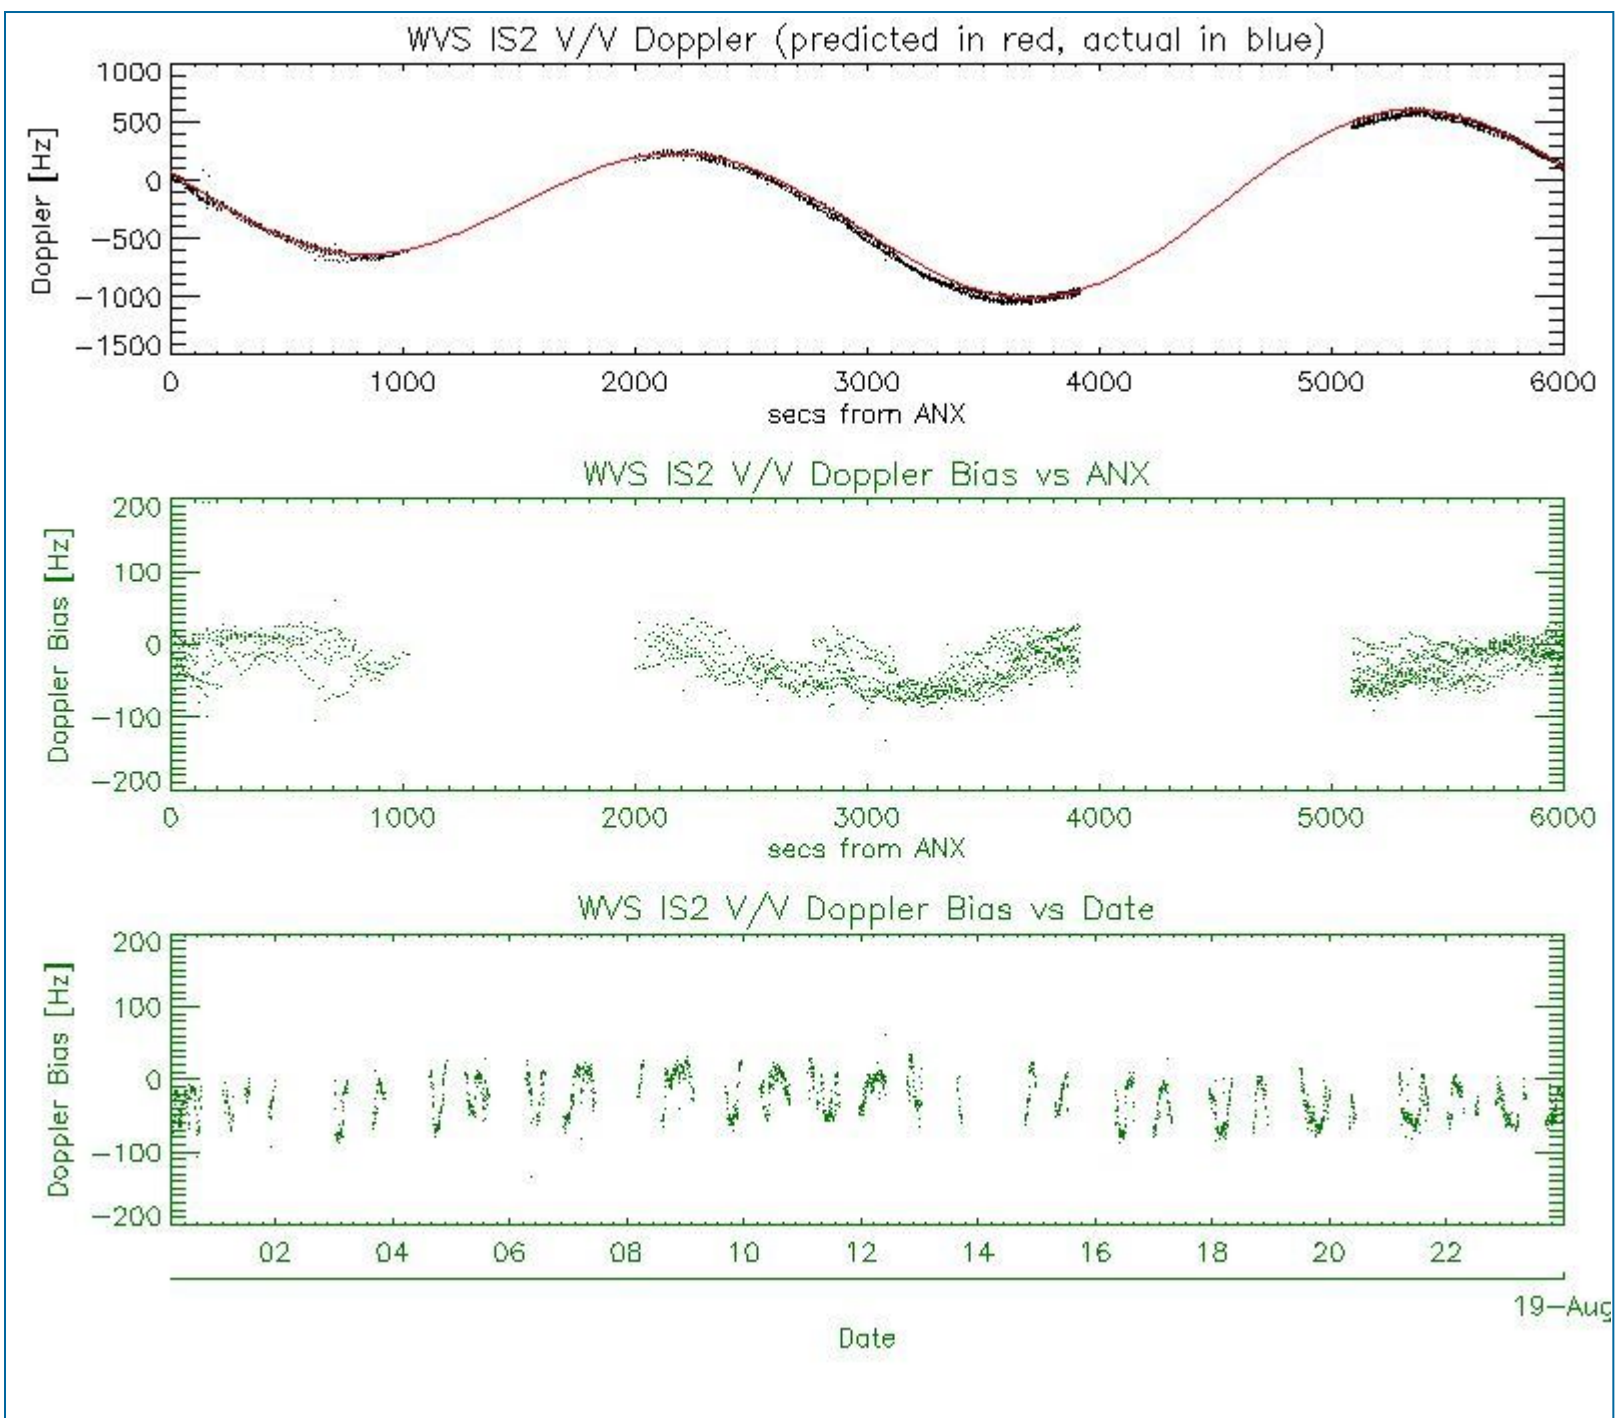 WVS IS2 V/V Doppler (predicted in red, actual in blue)
Doppler [Hz]
1000
500
0
-500
-1000
-1500
0 1000 2000 3000 4000 5000 6000
secs from ANX
WVS IS2 V/V Doppler Bias vs ANX
Doppler Bias [Hz]
200
100
0
-100
-200
0 1000 2000 3000 4000 5000 6000
secs from ANX
WVS IS2 V/V Doppler Bias vs Date
Doppler Bias [Hz]
200
100
0
-100
-200
02 04 06 08 10 12 14 16 18 20 22
19-Aug
Date